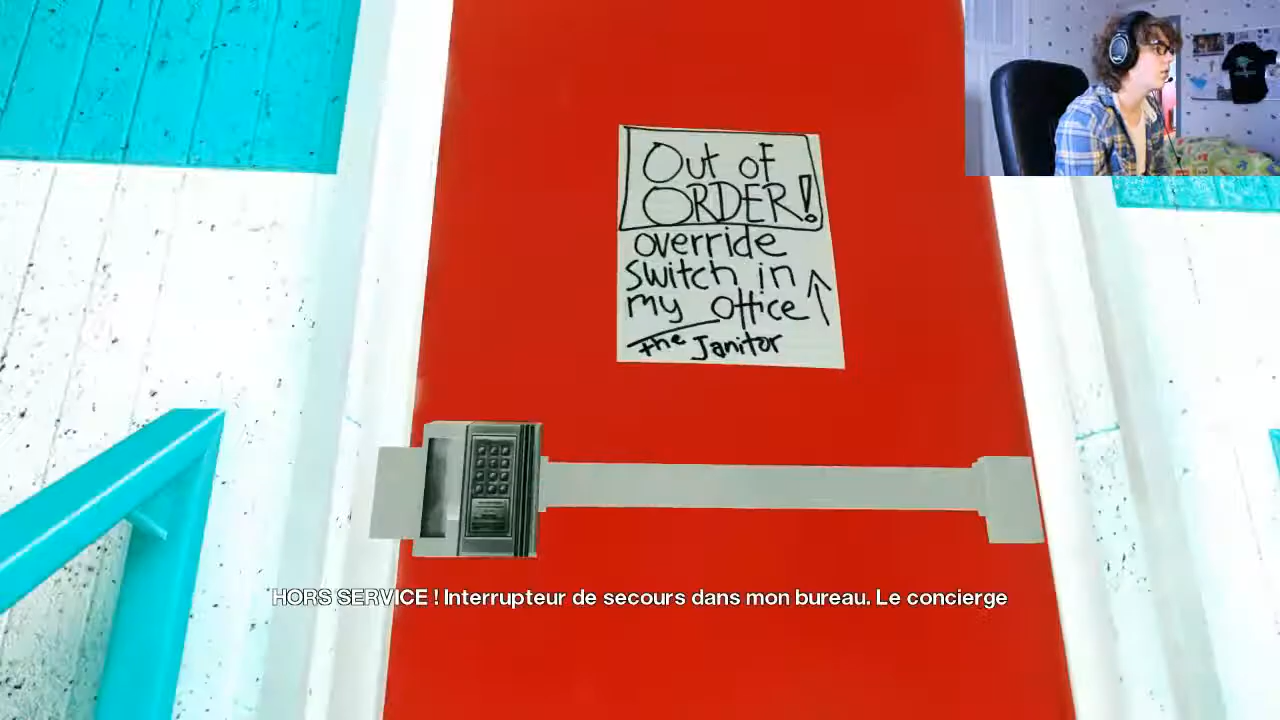 Out of
ORDER!
override
switch in
my office ↑
The Janitor
HORS SERVICE ! Interrupteur de secours dans mon bureau. Le concierge